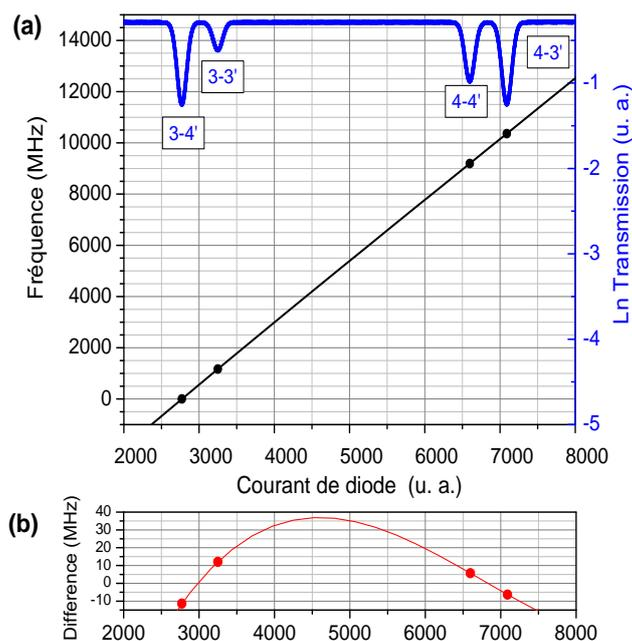 (a)
14000
12000
10000
8000
6000
4000
2000
0
Fréquence (MHz)
3-4'
3-3'
4-4'
4-3'
-1
-2
-3
-4
-5
Ln Transmission (u. a.)
2000 3000 4000 5000 6000 7000 8000
Courant de diode (u. a.)
(b)
40
30
20
10
0
-10
Difference (MHz)
2000 3000 4000 5000 6000 7000 8000